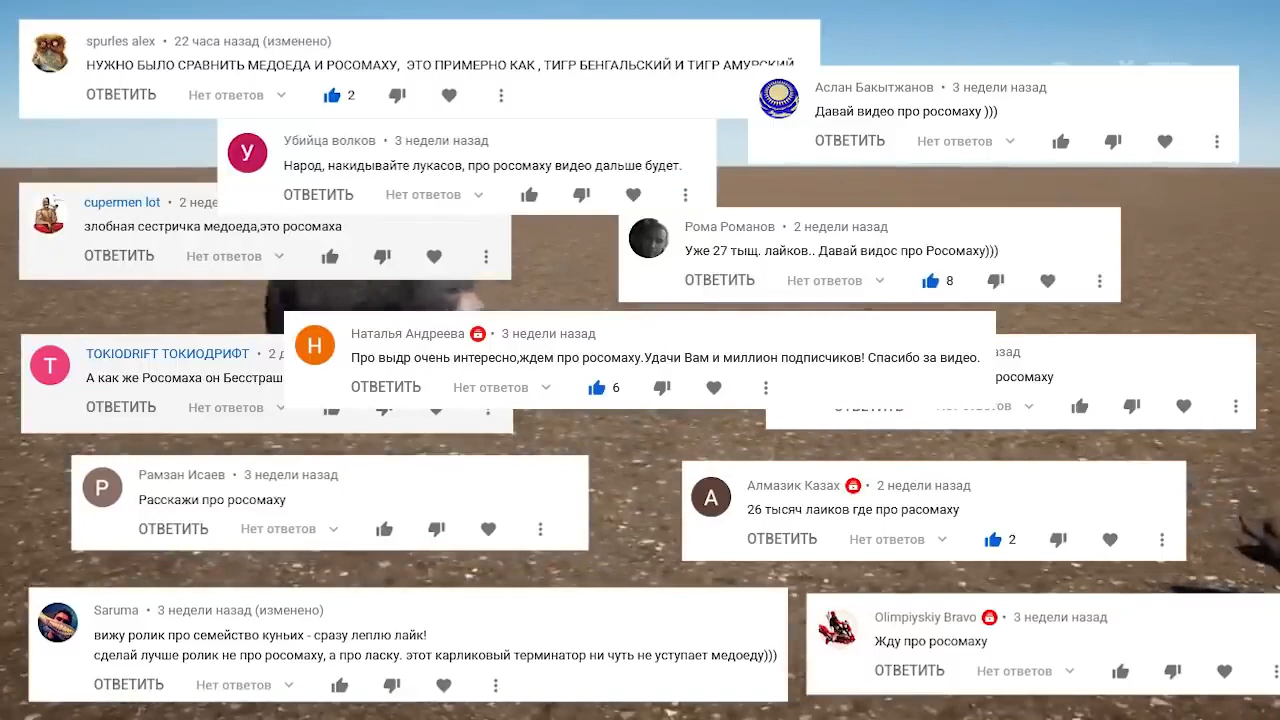 spurles alex • 22 часа назад (изменено)
НУЖНО БЫЛО СРАВНИТЬ МЕДОЕДА И РОСОМАХУ, ЭТО ПРИМЕРНО КАК , ТИГР БЕНГАЛЬСКИЙ И ТИГР АМУРСКИЙ
ОТВЕТИТЬ Нет ответов 2
Аслан Бакытжанов • 3 недели назад
Давай видео про росомаху )))
ОТВЕТИТЬ Нет ответов
У
Убийца волков • 3 недели назад
Народ, накидывайте лукасов, про росомаху видео дальше будет.
ОТВЕТИТЬ Нет ответов
cupermen lot • 2
злобная сестричка медоеда,это росомаха
ОТВЕТИТЬ Нет ответов
Рома Романов • 2 недели назад
Уже 27 тыщ. лайков.. Давай видос про Росомаху)))
ОТВЕТИТЬ Нет ответов 8
Н
Наталья Андреева • 3 недели назад
Про выдр очень интересно,ждем про росомаху.Удачи Вам и миллион подписчиков! Спасибо за видео.
ОТВЕТИТЬ Нет ответов 6
T
TOKIODRIFT ТОКИОДРИФТ • 2
А как же Росомаха он
ОТВЕТИТЬ Нет ответов
назад
росомаху
ОТВЕТИТЬ Нет ответов
Р
Рамзан Исаев • 3 недели назад
Расскажи про росомаху
ОТВЕТИТЬ Нет ответов
А
Алмазик Казах • 2 недели назад
26 тысяч лаиков где про расомаху
ОТВЕТИТЬ Нет ответов 2
Saruma • 3 недели назад (изменено)
вижу ролик про семейство куньих - сразу леплю лайк!
сделай лучше ролик не про росомаху, а про ласку. этот карликовый терминатор ни чуть не уступает медоеду)))
ОТВЕТИТЬ Нет ответов
Olimpiyskiy Bravo • 3 недели назад
Жду про росомаху
ОТВЕТИТЬ Нет ответов